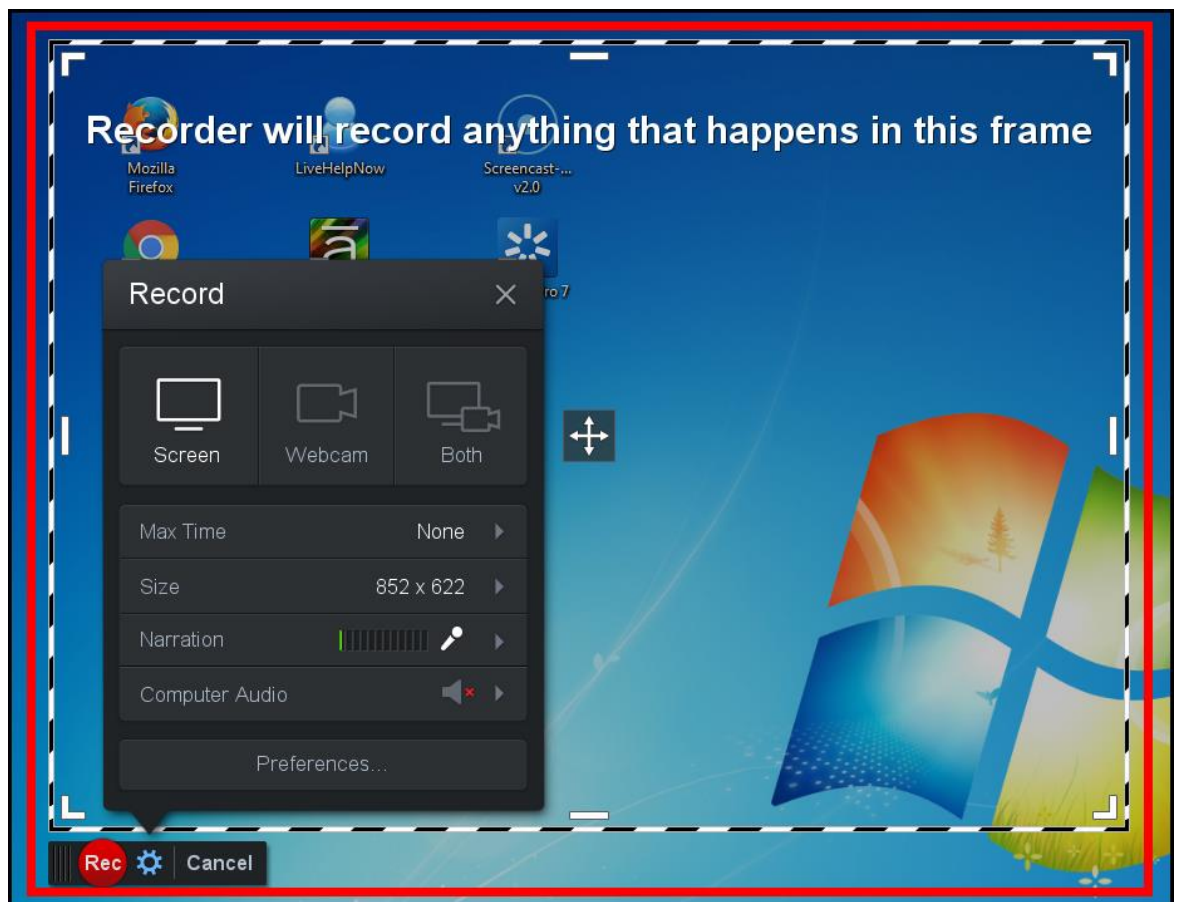 Recorder will record anything that happens in this frame
Mozilla
Firefox
LiveHelpNow
Screencast-...
v2.0
ro 7
Record
Screen
Webcam
Both
Max Time None
Size 852 x 622
Narration
Computer Audio
Preferences...
Rec
Cancel